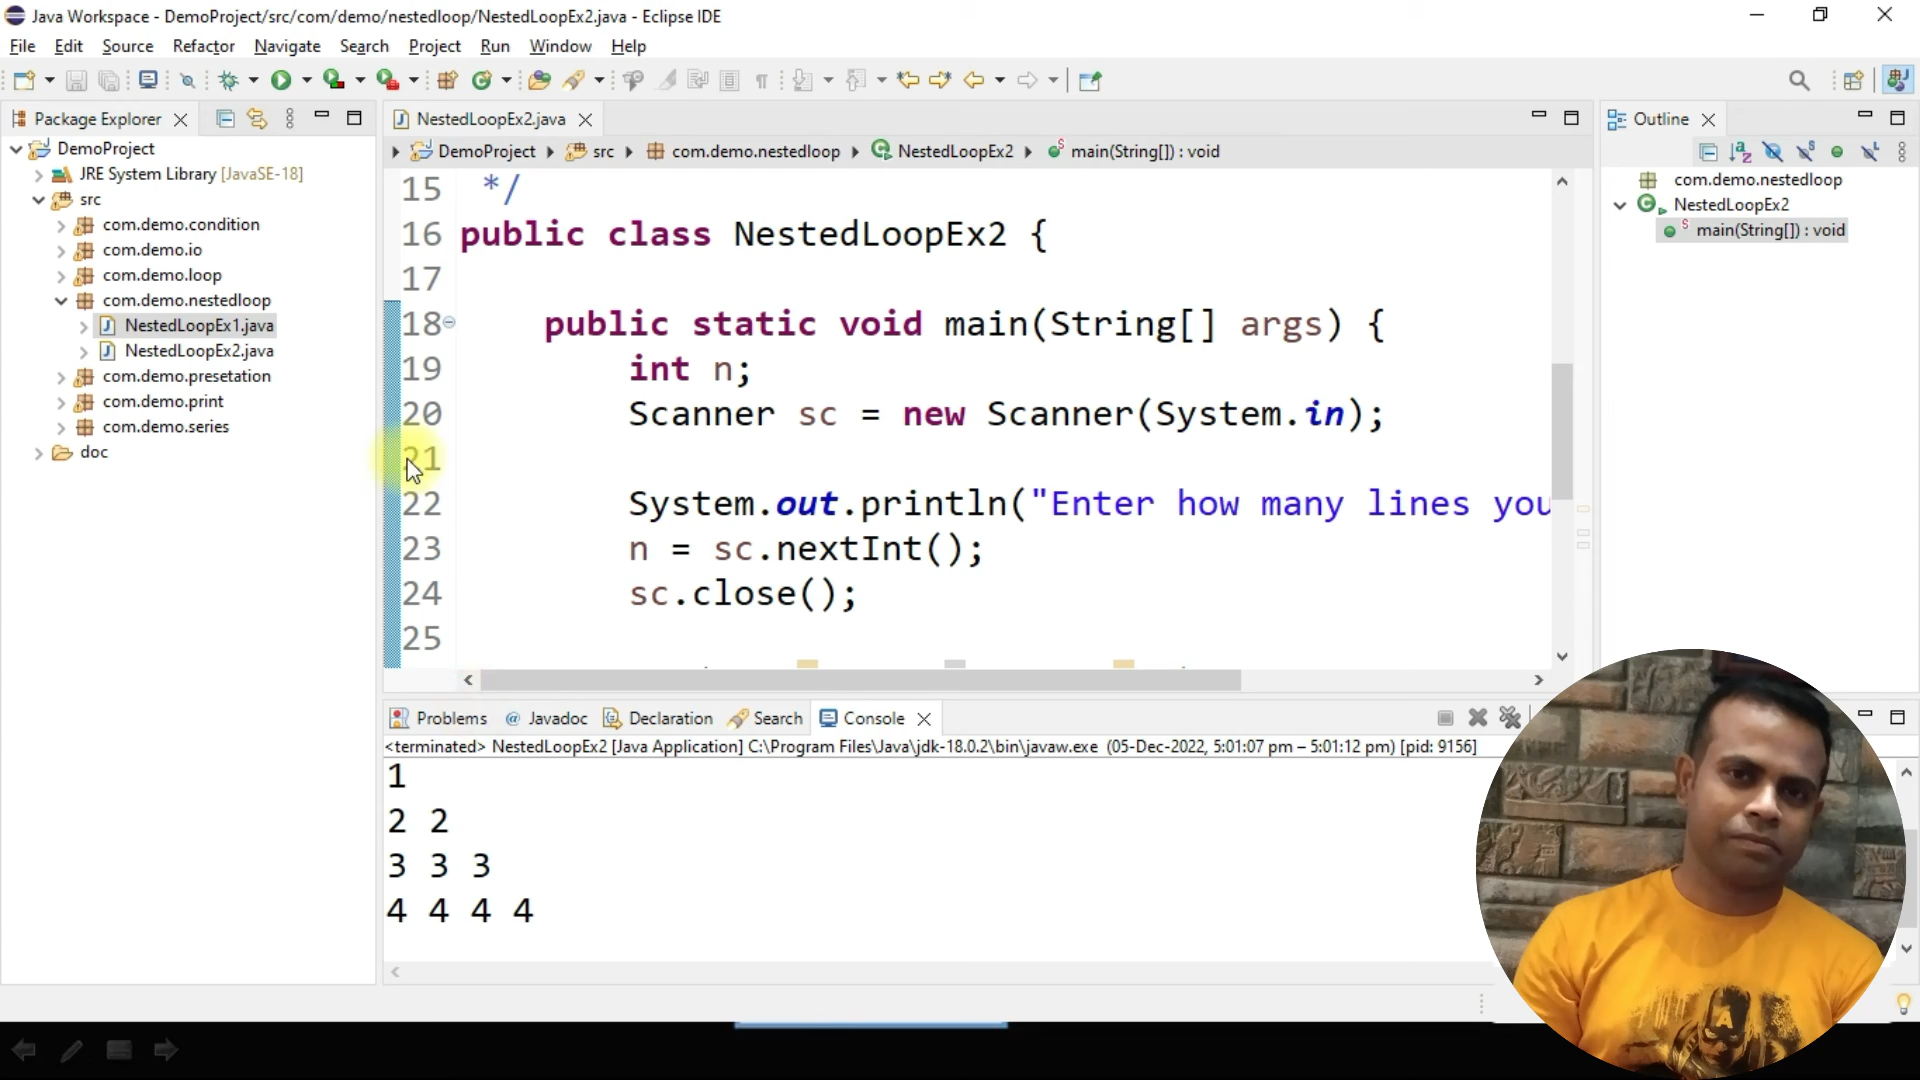 Java Workspace - DemoProject/src/com/demo/nestedloop/NestedLoopEx2.java - Eclipse IDE
File Edit Source Refactor Navigate Search Project Run Window Help
Package Explorer
DemoProject
JRE System Library [JavaSE-18]
src
com.demo.condition
com.demo.io
com.demo.loop
com.demo.nestedloop
NestedLoopEx1.java
NestedLoopEx2.java
com.demo.presetation
com.demo.print
com.demo.series
doc
NestedLoopEx2.java
DemoProject src com.demo.nestedloop NestedLoopEx2 main(String[]) : void
15 */
16 public class NestedLoopEx2 {
17
18 public static void main(String[] args) {
19 int n;
20 Scanner sc = new Scanner(System.in);
21
22 System.out.println("Enter how many lines you
23 n = sc.nextInt();
24 sc.close();
25
Outline
com.demo.nestedloop
NestedLoopEx2
main(String[]) : void
Problems @ Javadoc Declaration Search Console
<terminated> NestedLoopEx2 [Java Application] C:\Program Files\Java\jdk-18.0.2\bin\javaw.exe (05-Dec-2022, 5:01:07 pm – 5:01:12 pm) [pid: 9156]
1
2 2
3 3 3
4 4 4 4